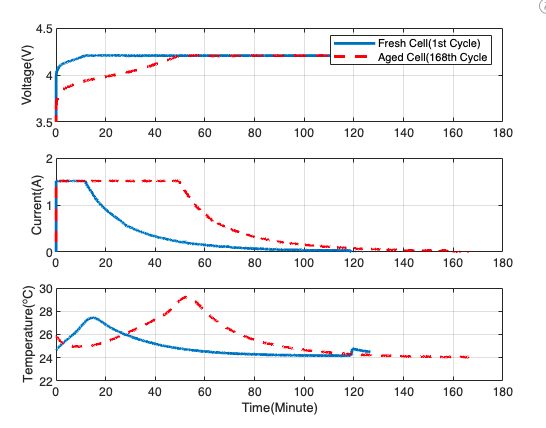 4.5
4
3.5
Voltage(V)
Fresh Cell(1st Cycle)
Aged Cell(168th Cycle
0 20 40 60 80 100 120 140 160 180
2
1
0
Current(A)
0 20 40 60 80 100 120 140 160 180
30
28
26
24
22
Temperature(°C)
0 20 40 60 80 100 120 140 160 180
Time(Minute)